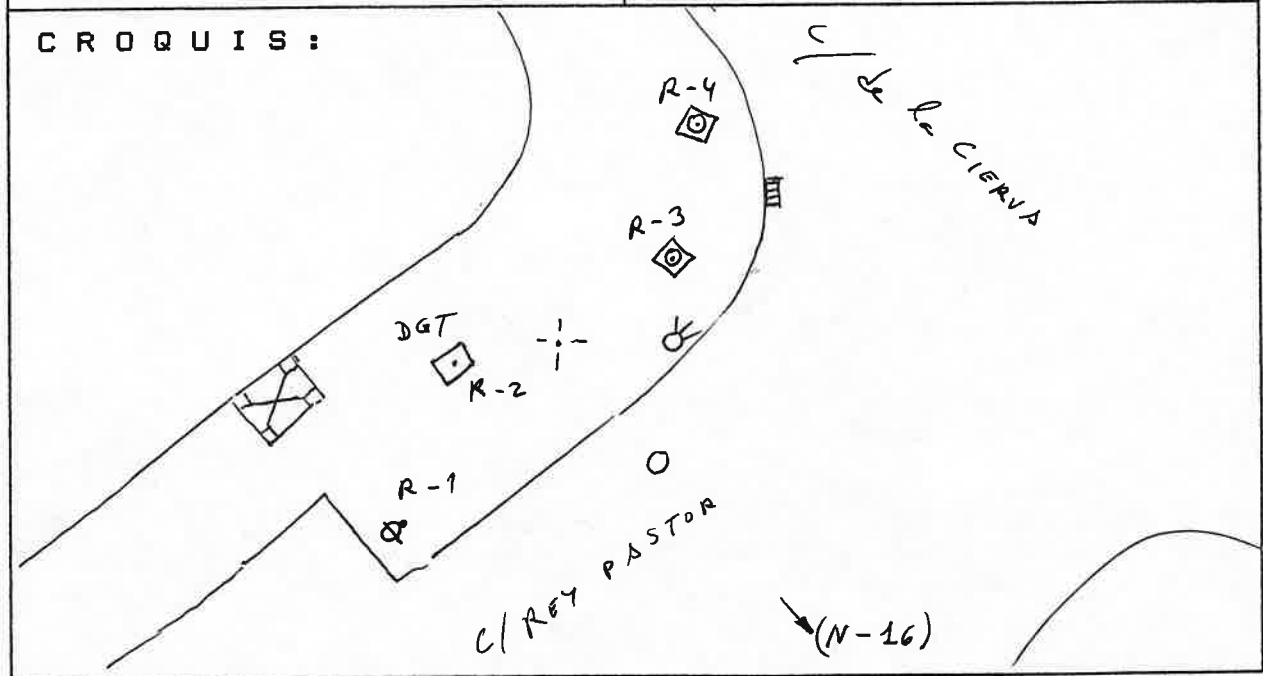 CROQUIS:
C de la CIERVA
R-4
R-3
DGT
R-2
R-1
C/ REY PASTOR
(N-16)